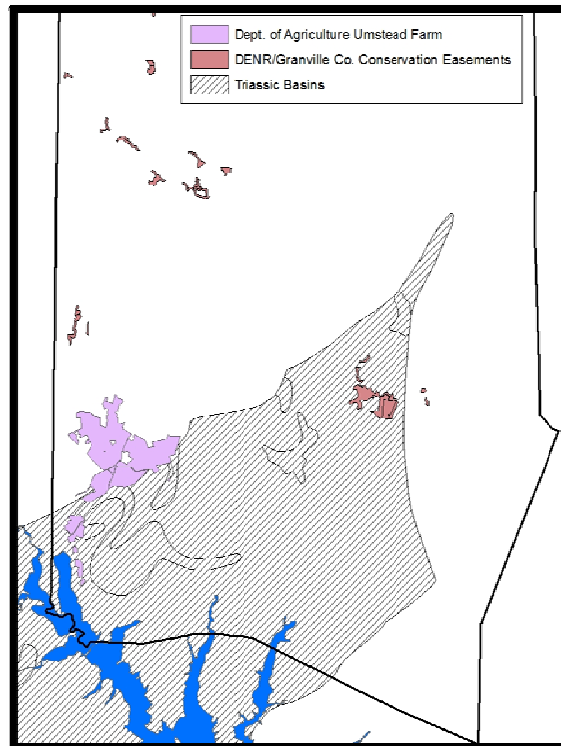 Dept. of Agriculture Umstead Farm
DENR/Granville Co. Conservation Easements
Triassic Basins